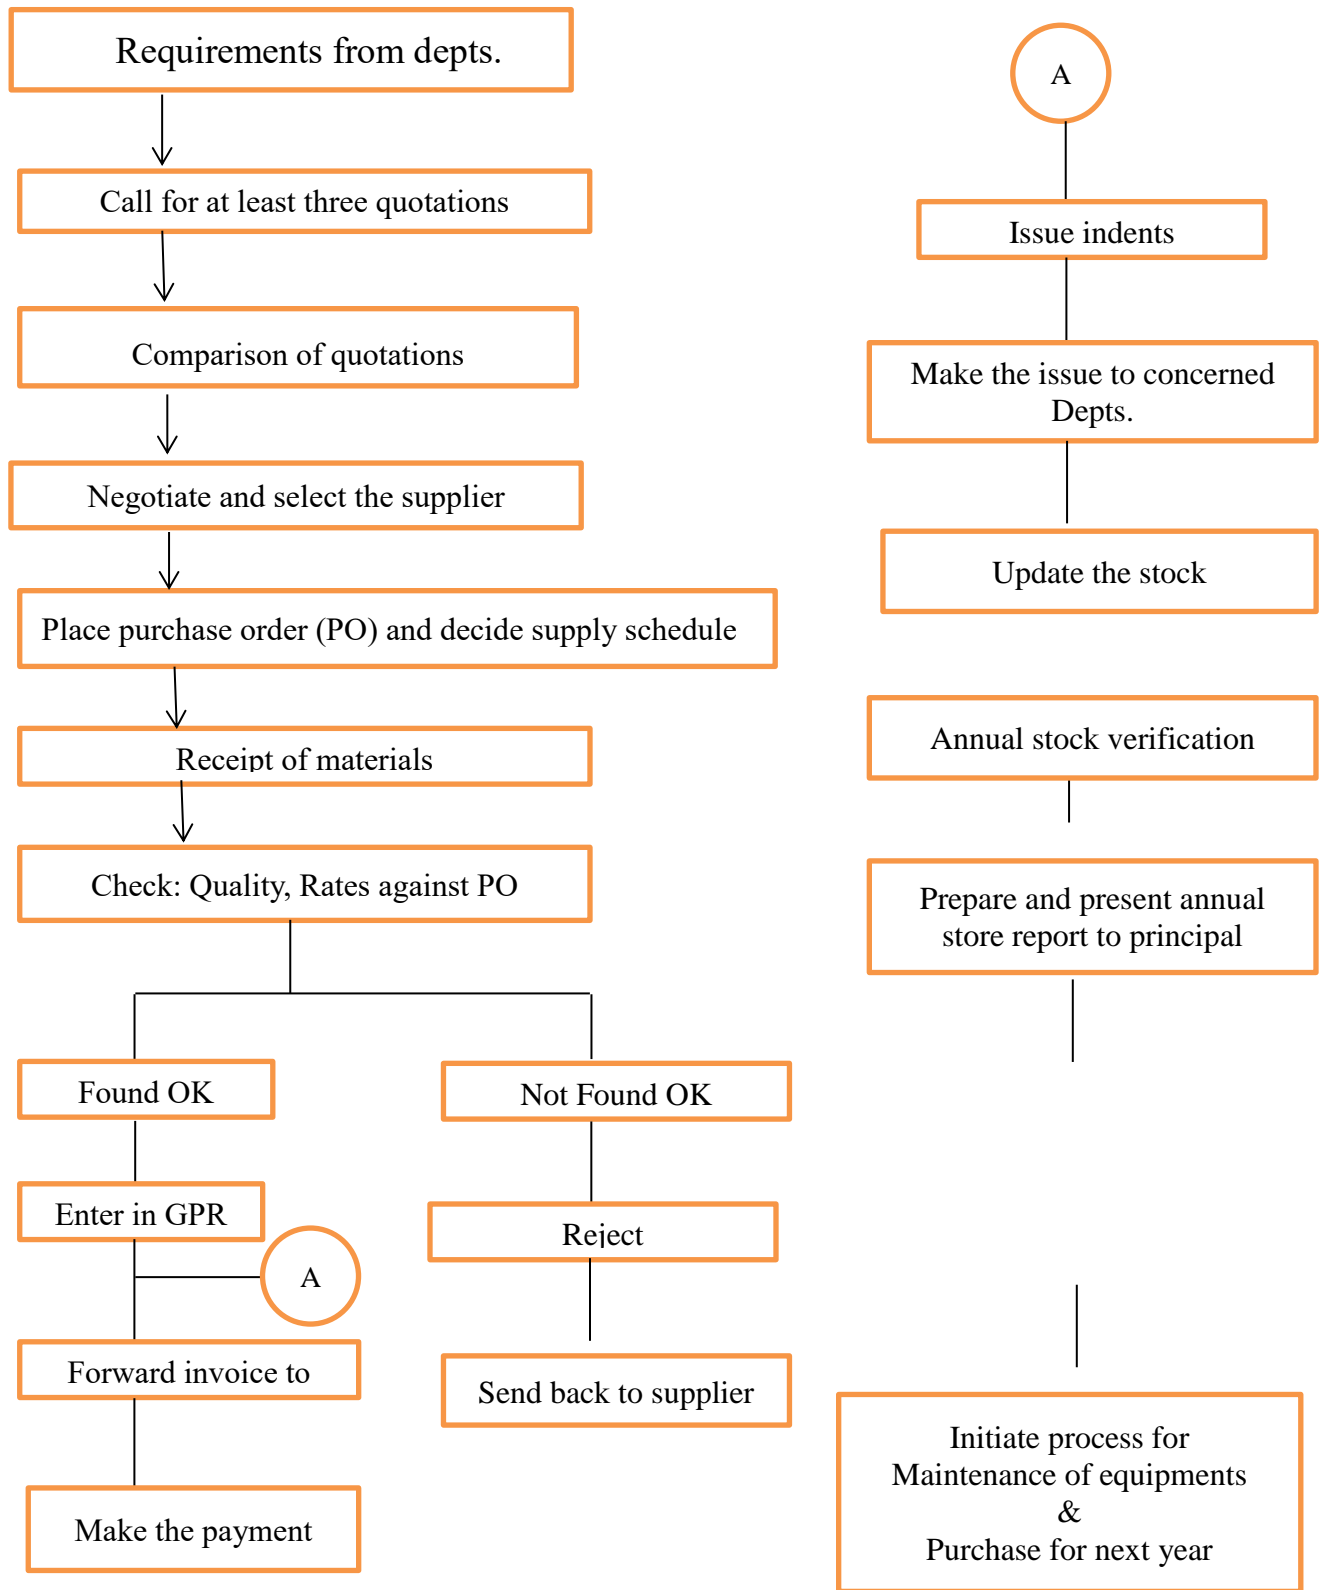 Requirements from depts.
Call for at least three quotations
Comparison of quotations
Negotiate and select the supplier
Place purchase order (PO) and decide supply schedule
Receipt of materials
Check: Quality, Rates against PO
Found OK
Not Found OK
Enter in GPR
Reject
A
Forward invoice to
Send back to supplier
Make the payment
A
Issue indents
Make the issue to concerned
Depts.
Update the stock
Annual stock verification
Prepare and present annual
store report to principal
Initiate process for
Maintenance of equipments
&
Purchase for next year